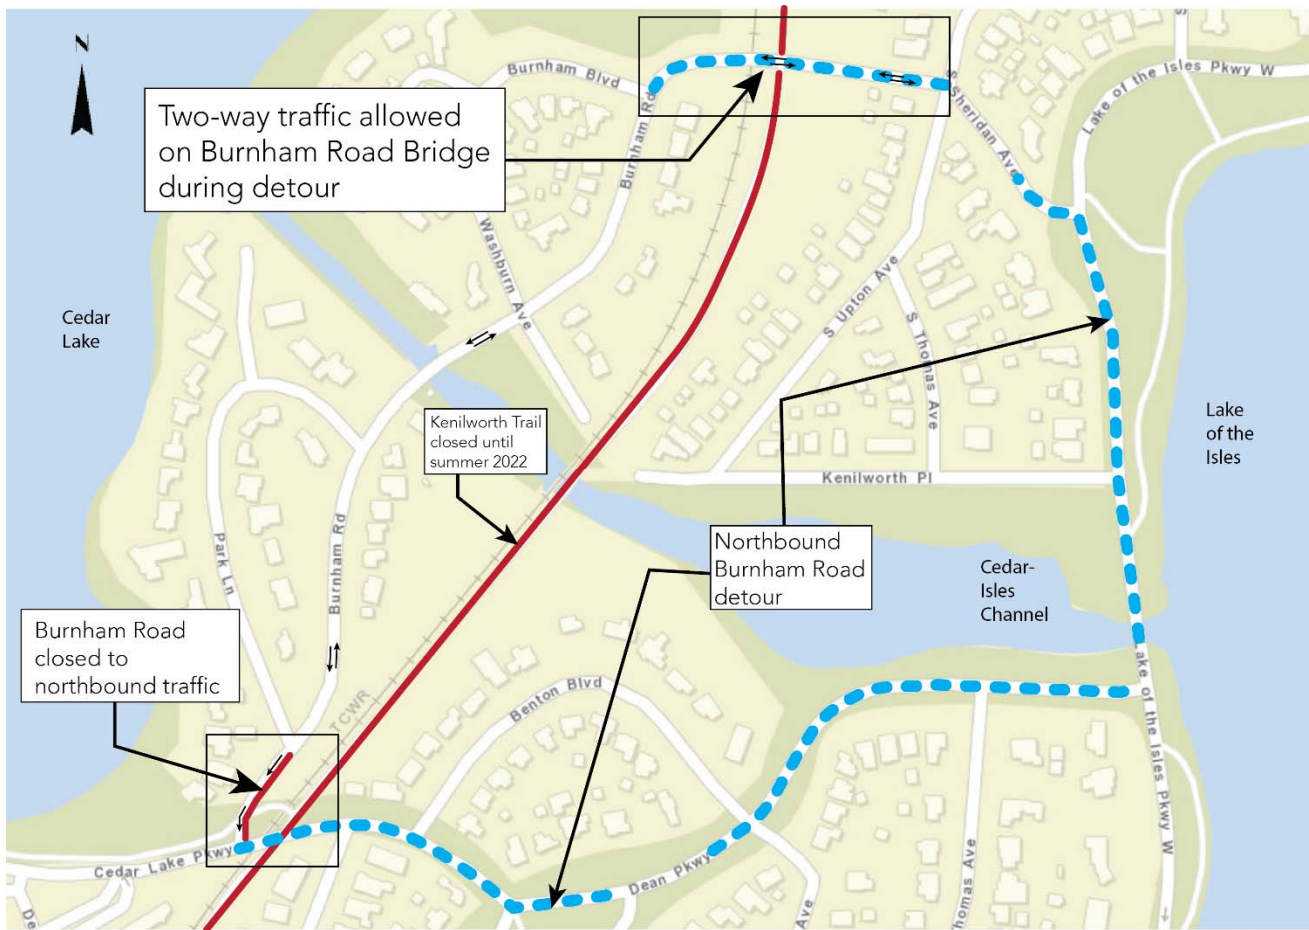 N
Burnham Blvd
Burnham Rd
S Sheridan Ave
Lake of the Isles Pkwy W
Two-way traffic allowed
on Burnham Road Bridge
during detour
Washburn Ave
S Upton Ave
S Thomas Ave
Cedar
Lake
Kenilworth Trail
closed until
summer 2022
Lake
of the
Isles
Kenilworth Pl
Park Ln
Burnham Rd
Northbound
Burnham Road
detour
Cedar-
Isles
Channel
Burnham Road
closed to
northbound traffic
TCWR
Benton Blvd
ake of the Isles Pkwy W
Cedar Lake Pkwy
Dean Pkwy
Thomas Ave
Ave
De
S